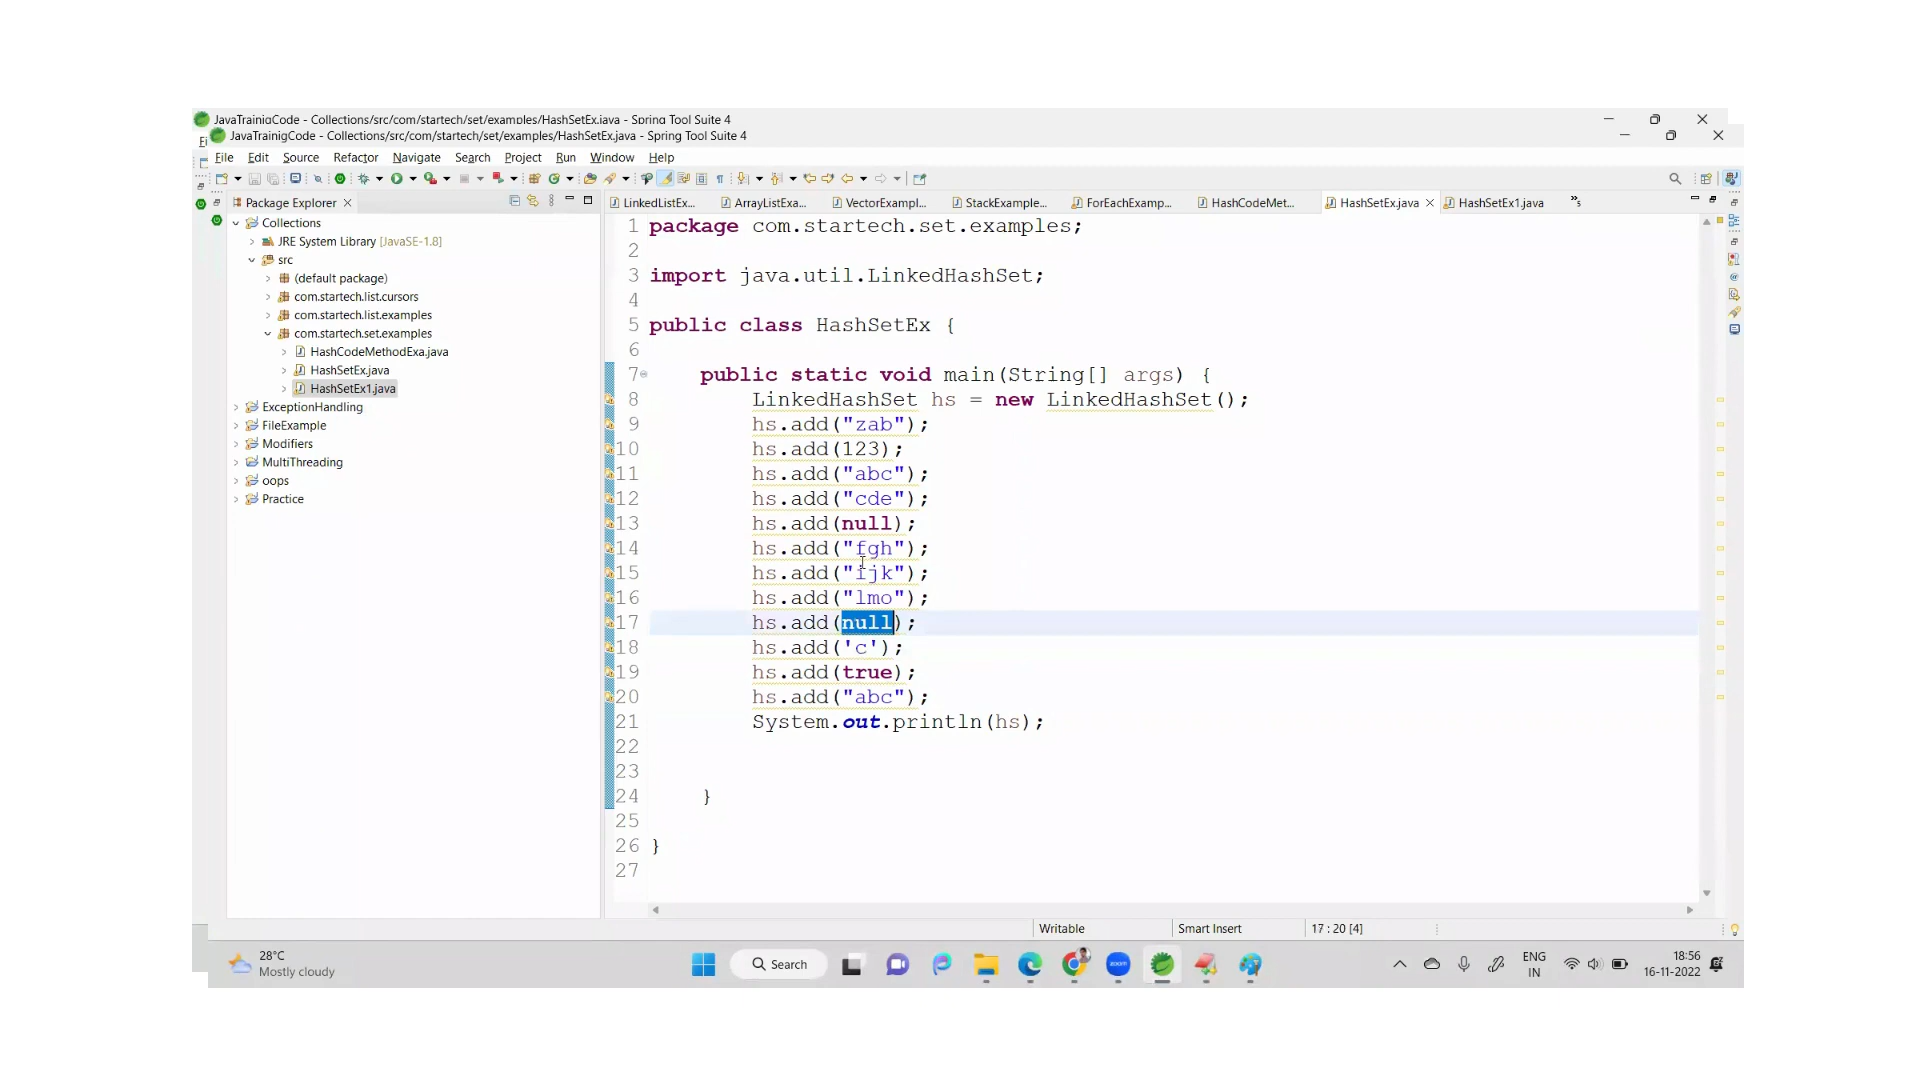 JavaTrainigCode - Collections/src/com/startech/set/examples/HashSetEx.java - Spring Tool Suite 4
JavaTrainigCode - Collections/src/com/startech/set/examples/HashSetEx.java - Spring Tool Suite 4
Fi
File Edit Source Refactor Navigate Search Project Run Window Help
Package Explorer
Collections
JRE System Library [JavaSE-1.8]
src
(default package)
com.startech.list.cursors
com.startech.list.examples
com.startech.set.examples
HashCodeMethodExa.java
HashSetEx.java
HashSetEx1.java
ExceptionHandling
FileExample
Modifiers
MultiThreading
oops
Practice
LinkedListEx... ArrayListExa... VectorExampl... StackExample... ForEachExamp... HashCodeMet... HashSetEx.java HashSetEx1.java »5
1 package com.startech.set.examples;
2
3 import java.util.LinkedHashSet;
4
5 public class HashSetEx {
6
7 public static void main(String[] args) {
8 LinkedHashSet hs = new LinkedHashSet();
9 hs.add("zab");
10 hs.add(123);
11 hs.add("abc");
12 hs.add("cde");
13 hs.add(null);
14 hs.add("fgh");
15 hs.add("ijk");
16 hs.add("lmo");
17 hs.add(null);
18 hs.add('c');
19 hs.add(true);
20 hs.add("abc");
21 System.out.println(hs);
22
23
24 }
25
26 }
27
Writable Smart Insert 17 : 20 [4]
28°C
Mostly cloudy
Search
zoom
ENG
IN
18:56
16-11-2022